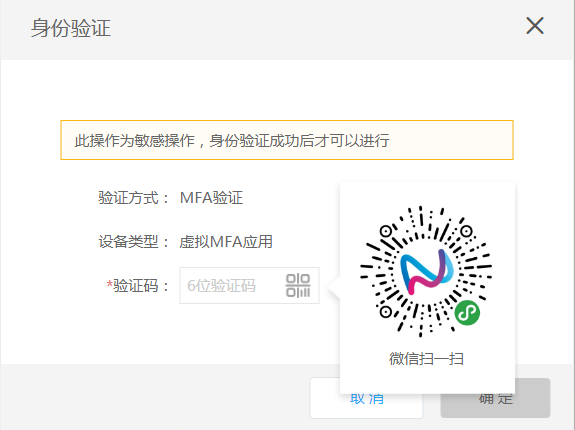 身份验证
此操作为敏感操作，身份验证成功后才可以进行
验证方式： MFA验证
设备类型： 虚拟MFA应用
*验证码： 6位验证码
微信扫一扫
取 消 确 定